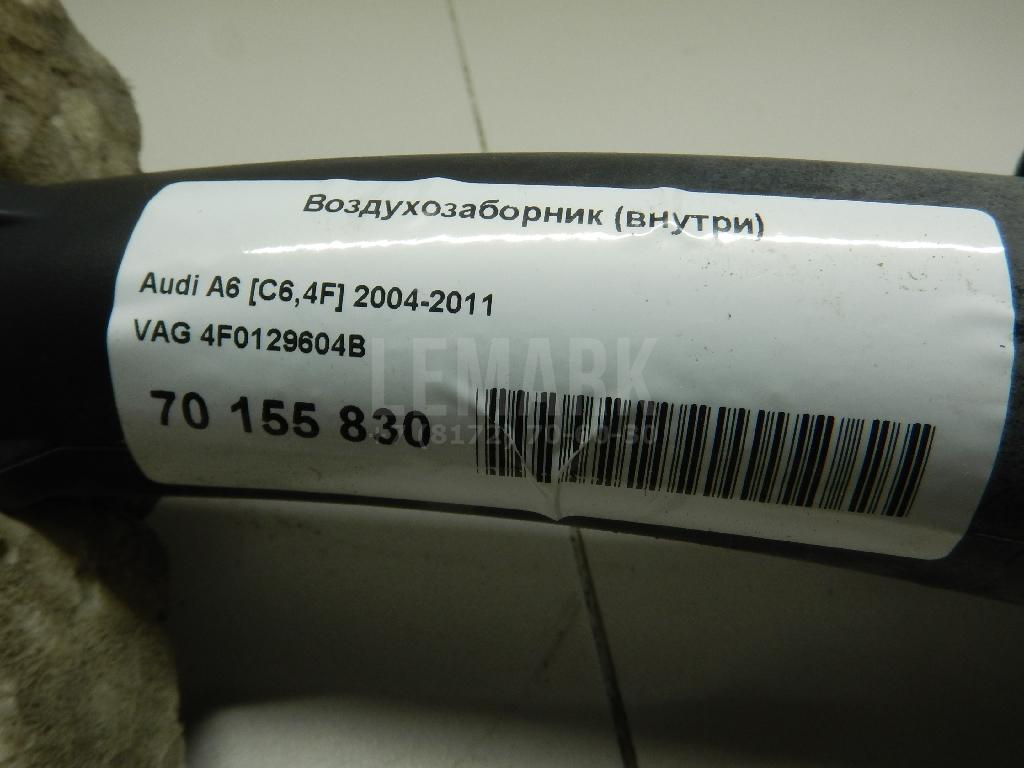 Воздухозаборник (внутри)
Audi A6 [C6,4F] 2004-2011
VAG 4F0129604B
LEMARK
70 155 830